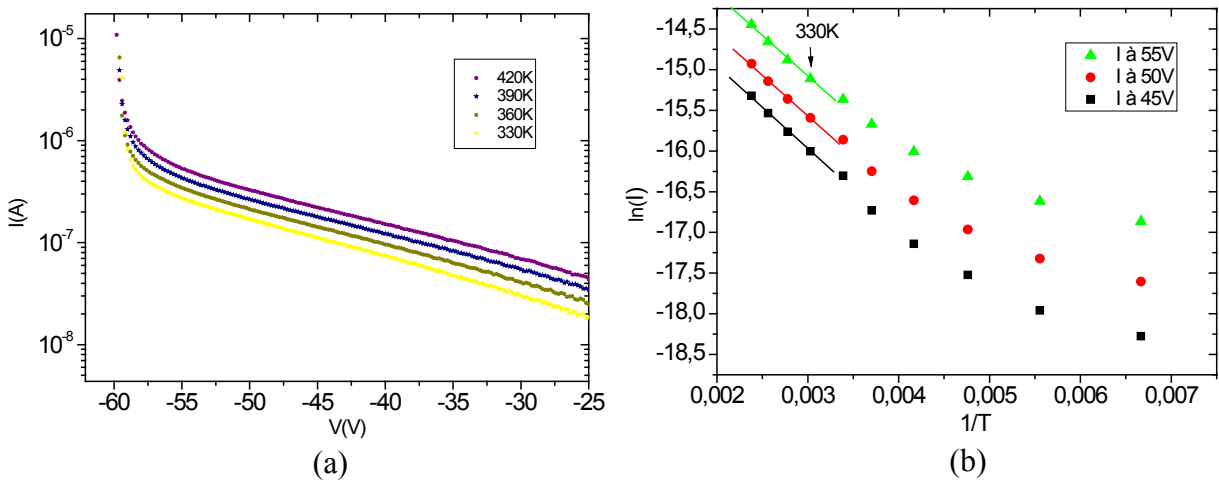 10⁻⁵
10⁻⁶
10⁻⁷
10⁻⁸
I(A)
420K
390K
360K
330K
-60 -55 -50 -45 -40 -35 -30 -25
V(V)
(a)
-14,5
-15,0
-15,5
-16,0
-16,5
-17,0
-17,5
-18,0
-18,5
ln(I)
330K
I à 55V
I à 50V
I à 45V
0,002 0,003 0,004 0,005 0,006 0,007
1/T
(b)